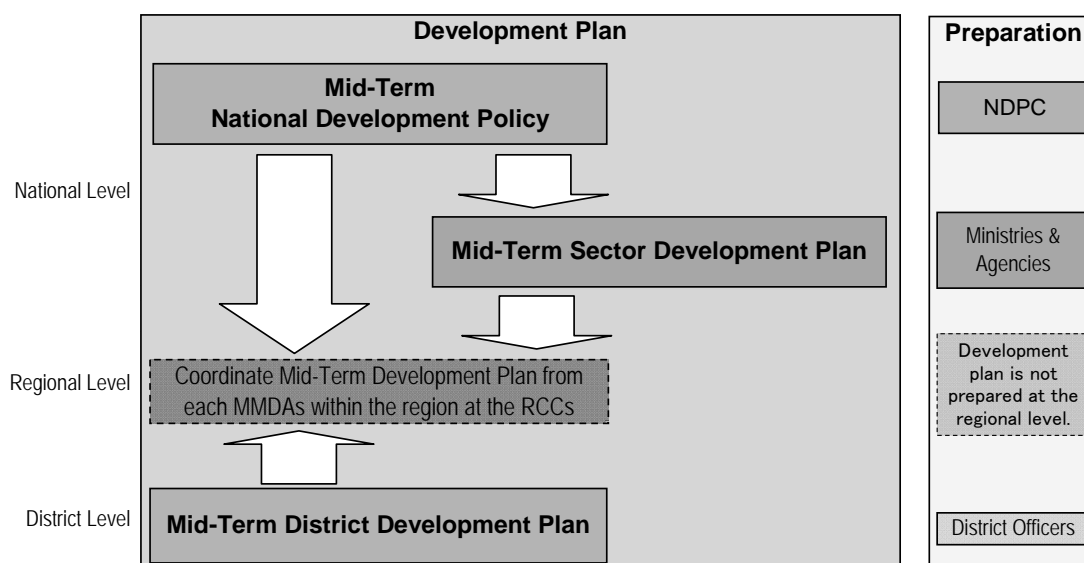 Development Plan
Preparation
Mid-Term
National Development Policy
NDPC
National Level
Mid-Term Sector Development Plan
Ministries &
Agencies
Regional Level
Coordinate Mid-Term Development Plan from
each MMDAs within the region at the RCCs
Development
plan is not
prepared at the
regional level.
District Level
Mid-Term District Development Plan
District Officers